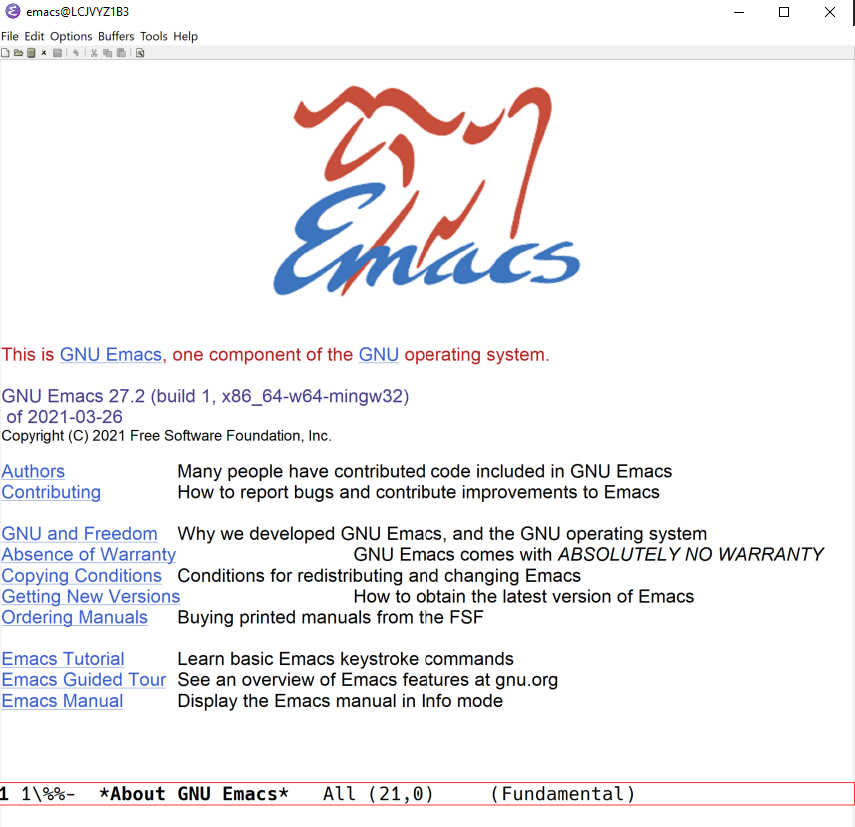 emacs@LCJVYZ1B3
File Edit Options Buffers Tools Help
Emacs
This is GNU Emacs, one component of the GNU operating system.
GNU Emacs 27.2 (build 1, x86_64-w64-mingw32)
of 2021-03-26
Copyright (C) 2021 Free Software Foundation, Inc.
Authors Many people have contributed code included in GNU Emacs
Contributing How to report bugs and contribute improvements to Emacs
GNU and Freedom Why we developed GNU Emacs, and the GNU operating system
Absence of Warranty GNU Emacs comes with ABSOLUTELY NO WARRANTY
Copying Conditions Conditions for redistributing and changing Emacs
Getting New Versions How to obtain the latest version of Emacs
Ordering Manuals Buying printed manuals from the FSF
Emacs Tutorial Learn basic Emacs keystroke commands
Emacs Guided Tour See an overview of Emacs features at gnu.org
Emacs Manual Display the Emacs manual in Info mode
1 1\%%- *About GNU Emacs* All (21,0) (Fundamental)